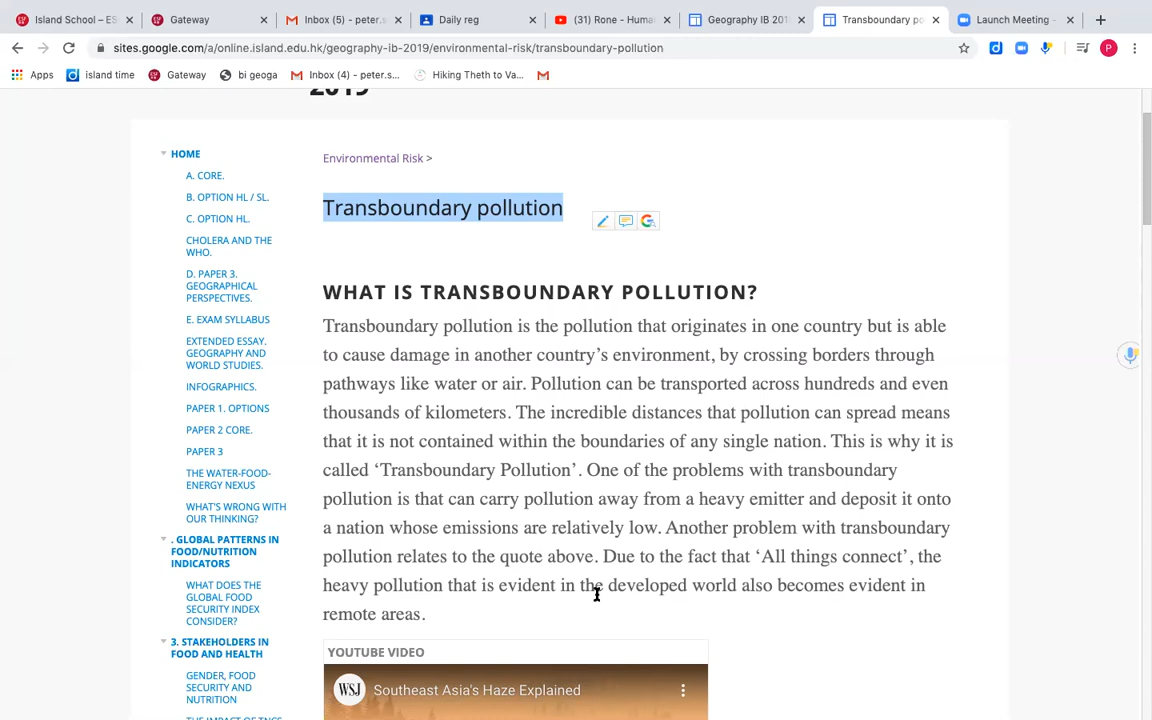 Island School – ES
Gateway
Inbox (5) - peter.s
Daily reg
(31) Rone - Human
Geography IB 201
Transboundary po
Launch Meeting -
sites.google.com/a/online.island.edu.hk/geography-ib-2019/environmental-risk/transboundary-pollution
P
Apps
island time
Gateway
bi geoga
Inbox (4) - peter.s...
Hiking Theth to Va...
2019
HOME
A. CORE.
B. OPTION HL / SL.
C. OPTION HL.
CHOLERA AND THE
WHO.
D. PAPER 3.
GEOGRAPHICAL
PERSPECTIVES.
E. EXAM SYLLABUS
EXTENDED ESSAY.
GEOGRAPHY AND
WORLD STUDIES.
INFOGRAPHICS.
PAPER 1. OPTIONS
PAPER 2 CORE.
PAPER 3
THE WATER-FOOD-
ENERGY NEXUS
WHAT'S WRONG WITH
OUR THINKING?
. GLOBAL PATTERNS IN
FOOD/NUTRITION
INDICATORS
WHAT DOES THE
GLOBAL FOOD
SECURITY INDEX
CONSIDER?
3. STAKEHOLDERS IN
FOOD AND HEALTH
GENDER, FOOD
SECURITY AND
NUTRITION
THE IMPACT OF TNCS
Environmental Risk >
Transboundary pollution
WHAT IS TRANSBOUNDARY POLLUTION?
Transboundary pollution is the pollution that originates in one country but is able
to cause damage in another country's environment, by crossing borders through
pathways like water or air. Pollution can be transported across hundreds and even
thousands of kilometers. The incredible distances that pollution can spread means
that it is not contained within the boundaries of any single nation. This is why it is
called 'Transboundary Pollution'. One of the problems with transboundary
pollution is that can carry pollution away from a heavy emitter and deposit it onto
a nation whose emissions are relatively low. Another problem with transboundary
pollution relates to the quote above. Due to the fact that 'All things connect', the
heavy pollution that is evident in the developed world also becomes evident in
remote areas.
YOUTUBE VIDEO
WSJ Southeast Asia's Haze Explained